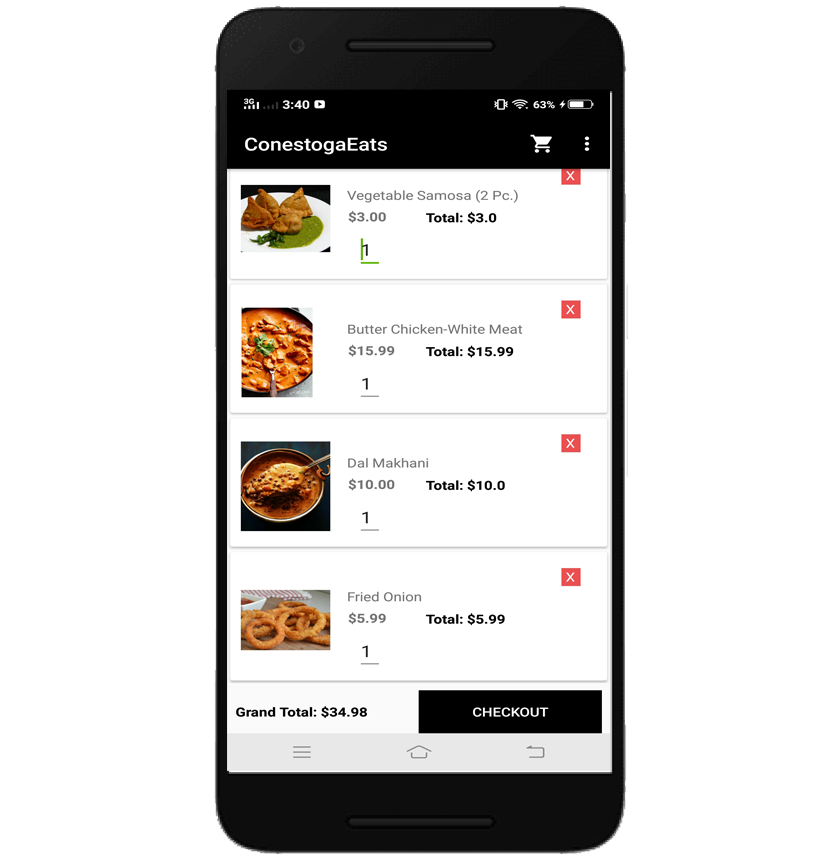 3G 3:40 63%
ConestogaEats
X
Vegetable Samosa (2 Pc.)
$3.00 Total: $3.0
1
X
Butter Chicken-White Meat
$15.99 Total: $15.99
1
X
Dal Makhani
$10.00 Total: $10.0
1
X
Fried Onion
$5.99 Total: $5.99
1
Grand Total: $34.98 CHECKOUT